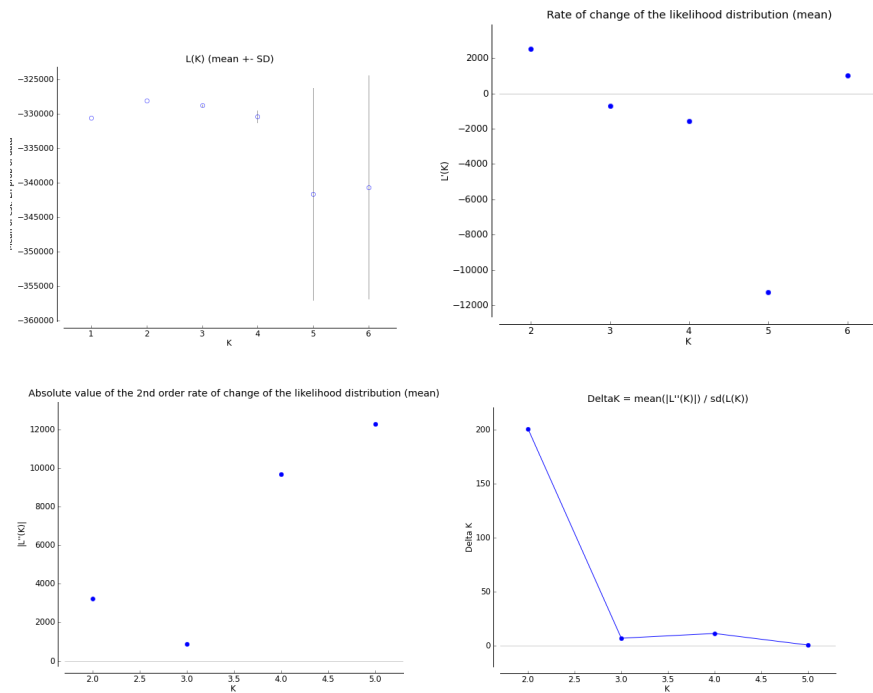 L(K) (mean +- SD)
−325000
−330000
−335000
−340000
−345000
−350000
−355000
−360000
1 2 3 4 5 6
K
Rate of change of the likelihood distribution (mean)
2000
0
−2000
−4000
−6000
−8000
−10000
−12000
L'(K)
2 3 4 5 6
K
Absolute value of the 2nd order rate of change of the likelihood distribution (mean)
12000
10000
8000
6000
4000
2000
0
|L''(K)|
2.0 2.5 3.0 3.5 4.0 4.5 5.0
K
DeltaK = mean(|L''(K)|) / sd(L(K))
200
150
100
50
0
Delta K
2.0 2.5 3.0 3.5 4.0 4.5 5.0
K